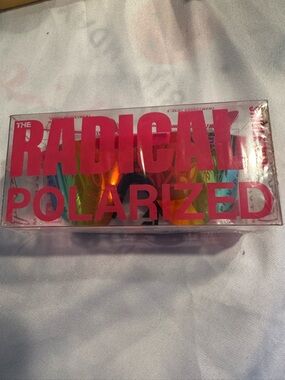 THE
RADICAL
POLARIZED